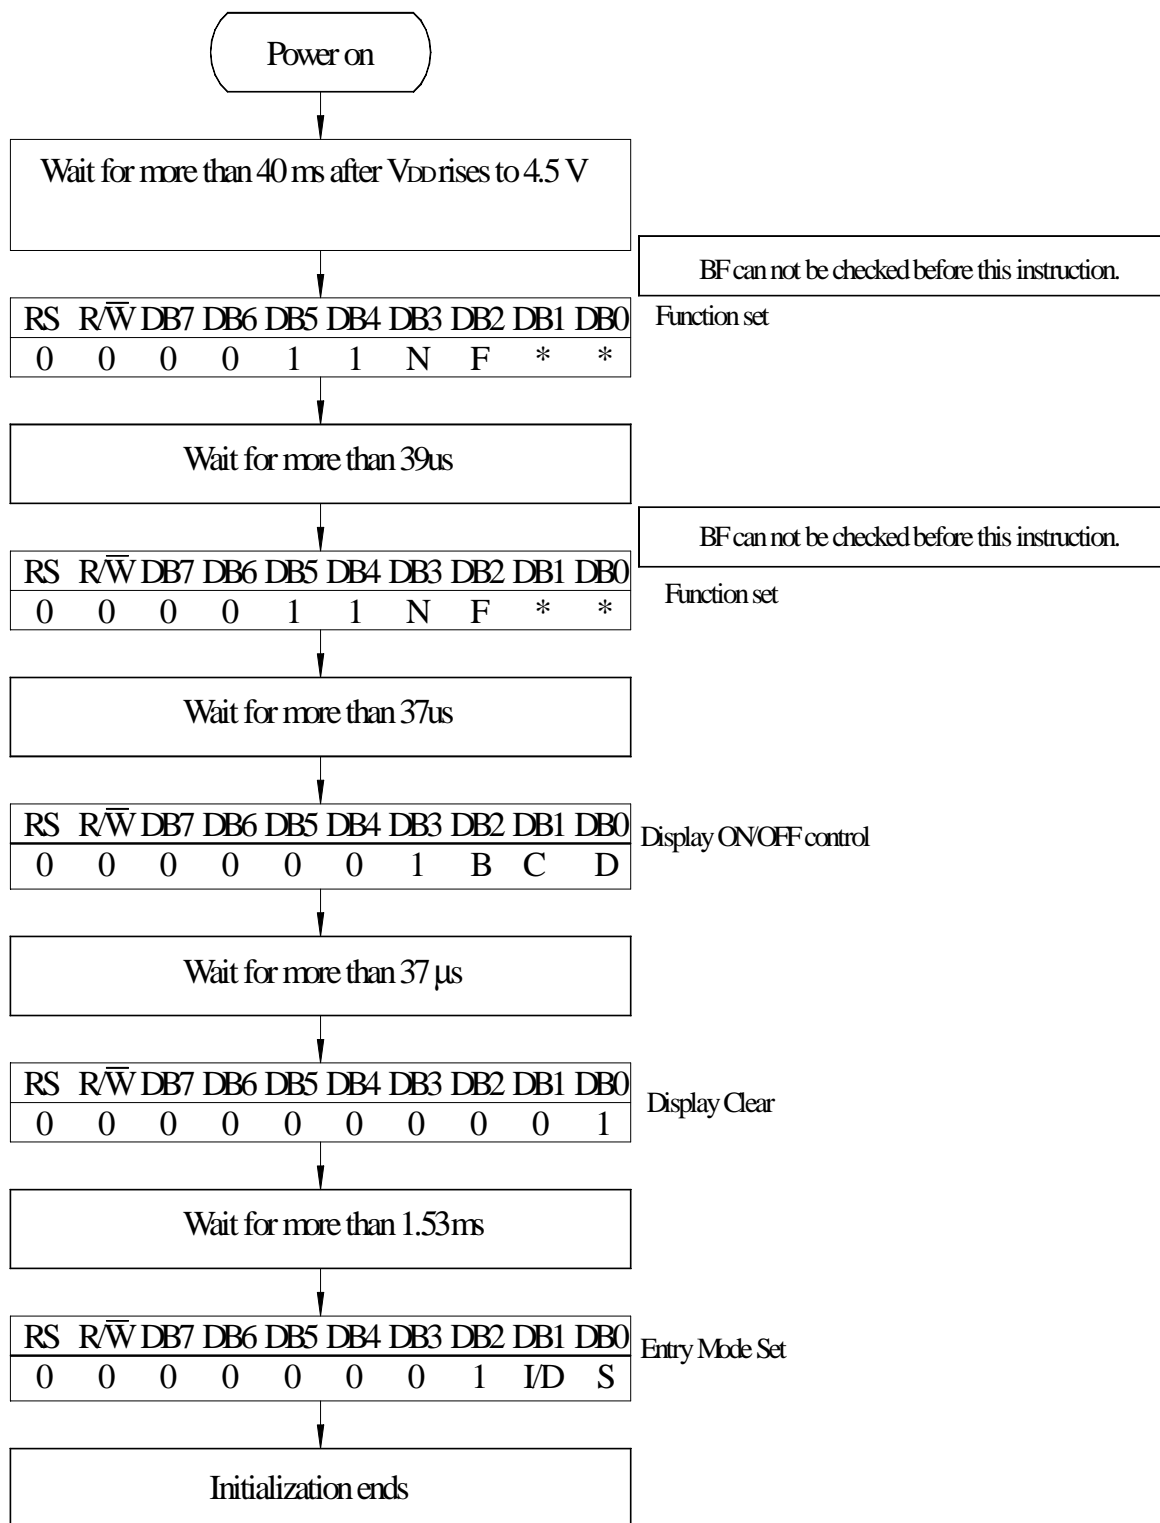 Power on
Wait for more than 40 ms after VDD rises to 4.5 V
BF can not be checked before this instruction.
RS R/W̅ DB7 DB6 DB5 DB4 DB3 DB2 DB1 DB0
Function set
0 0 0 0 1 1 N F * *
Wait for more than 39us
BF can not be checked before this instruction.
RS R/W̅ DB7 DB6 DB5 DB4 DB3 DB2 DB1 DB0
Function set
0 0 0 0 1 1 N F * *
Wait for more than 37us
RS R/W̅ DB7 DB6 DB5 DB4 DB3 DB2 DB1 DB0
Display ON/OFF control
0 0 0 0 0 0 1 B C D
Wait for more than 37 μs
RS R/W̅ DB7 DB6 DB5 DB4 DB3 DB2 DB1 DB0
Display Clear
0 0 0 0 0 0 0 0 0 1
Wait for more than 1.53ms
RS R/W̅ DB7 DB6 DB5 DB4 DB3 DB2 DB1 DB0
Entry Mode Set
0 0 0 0 0 0 0 1 I/D S
Initialization ends